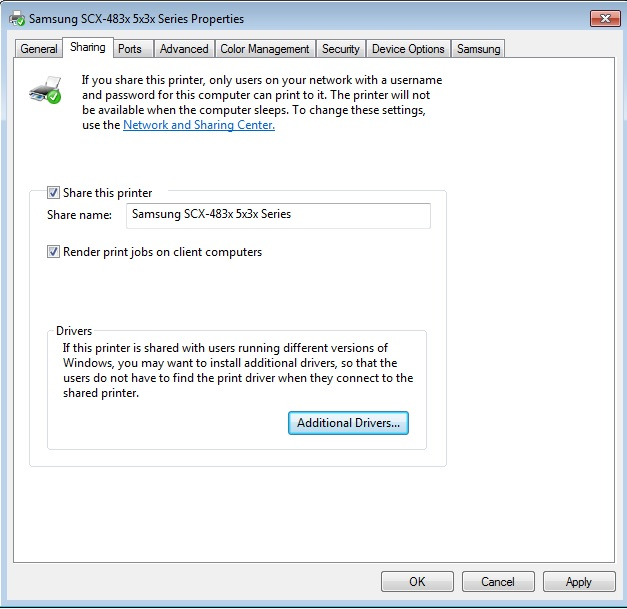 Samsung SCX-483x 5x3x Series Properties
General Sharing Ports Advanced Color Management Security Device Options Samsung
If you share this printer, only users on your network with a username
and password for this computer can print to it. The printer will not
be available when the computer sleeps. To change these settings,
use the Network and Sharing Center.
Share this printer
Share name: Samsung SCX-483x 5x3x Series
Render print jobs on client computers
Drivers
If this printer is shared with users running different versions of
Windows, you may want to install additional drivers, so that the
users do not have to find the print driver when they connect to the
shared printer.
Additional Drivers...
OK Cancel Apply